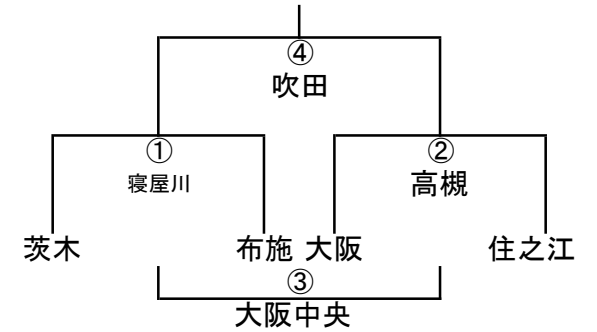 ④
吹田
① ②
寝屋川 高槻
茨木 布施 大阪 住之江
③
大阪中央